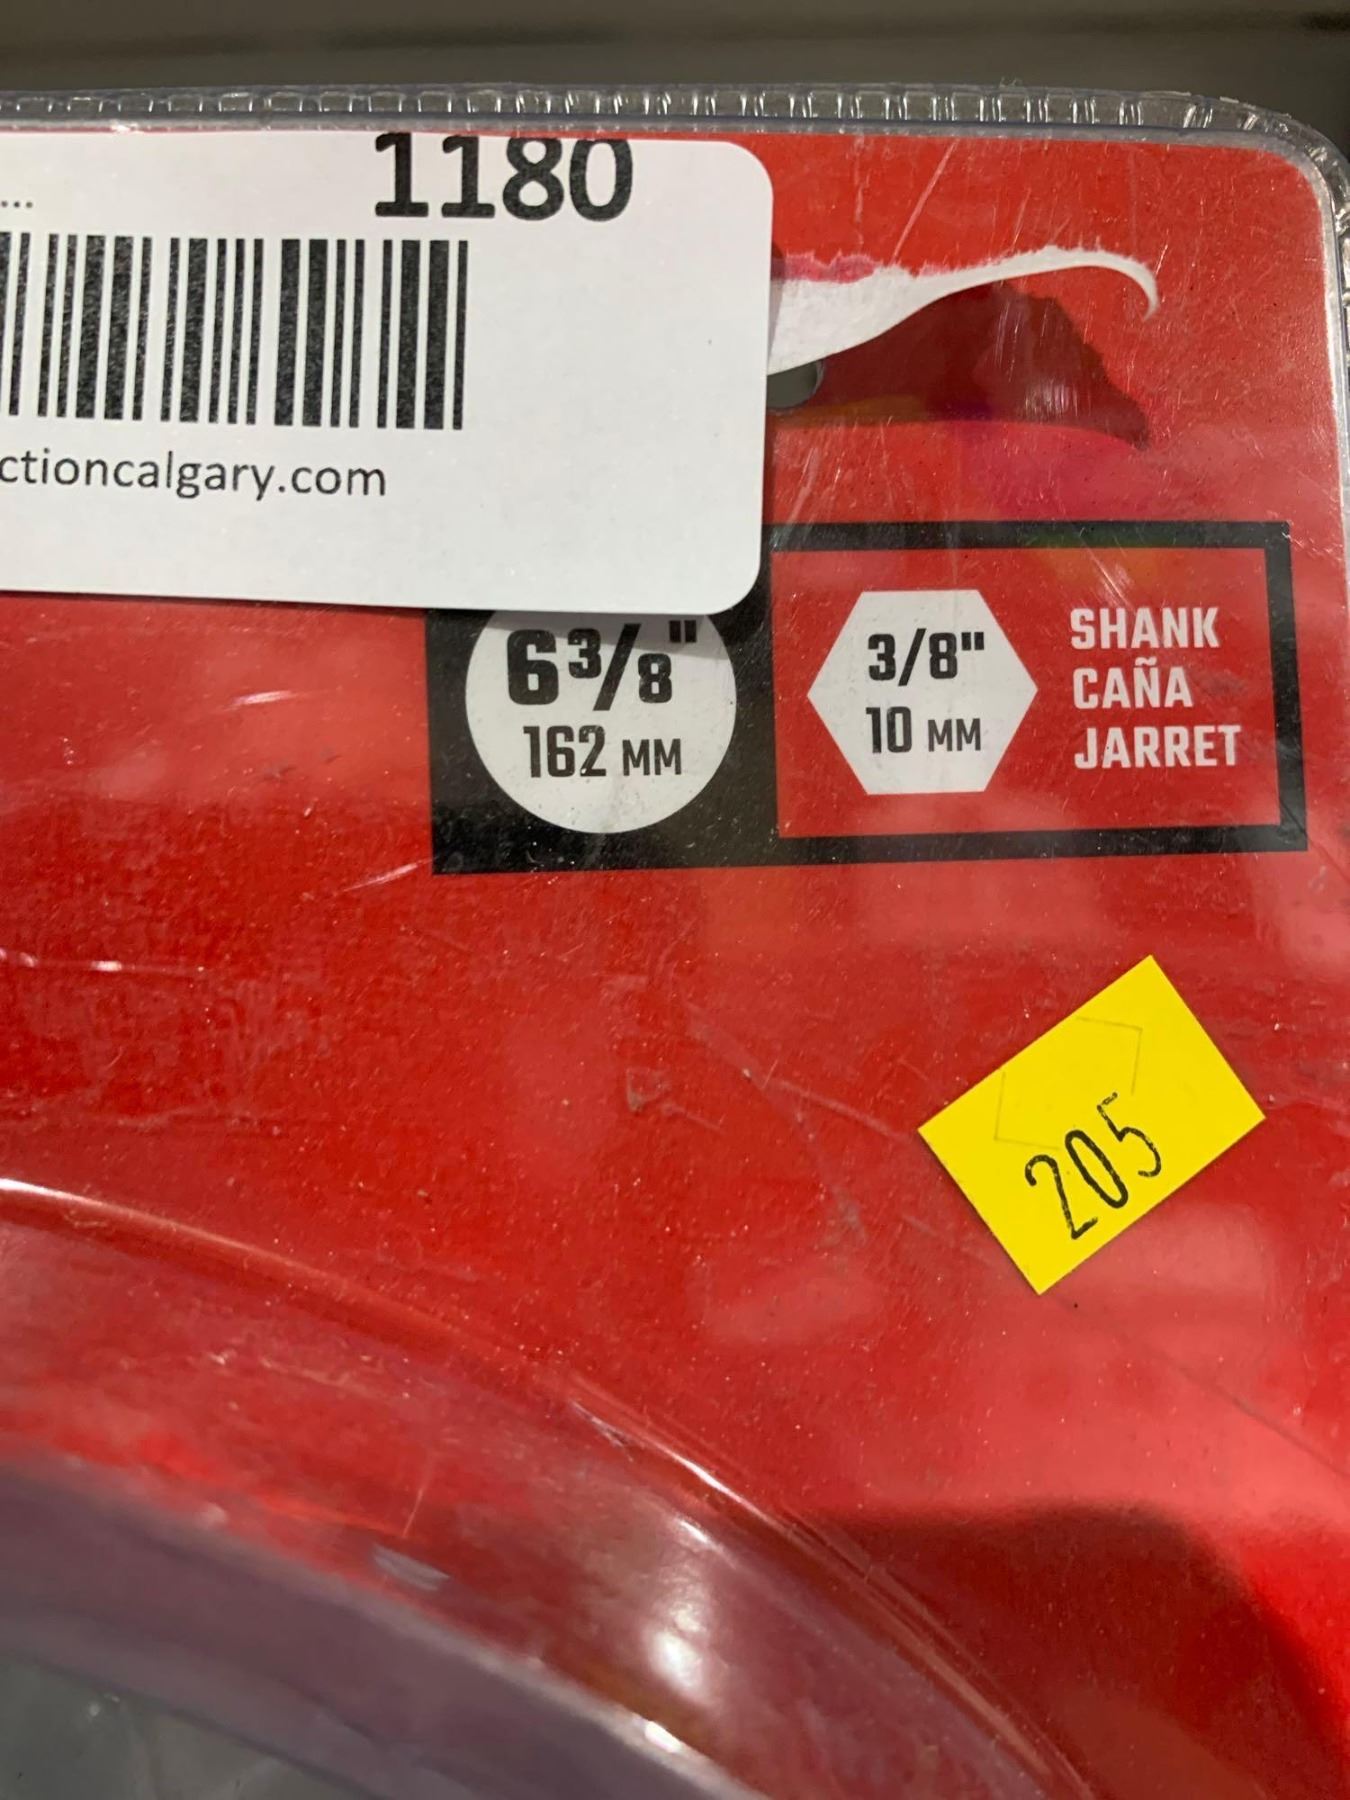 ...
1180
ctioncalgary.com
6 3/8"
162 MM
3/8"
10 MM
SHANK
CAÑA
JARRET
205